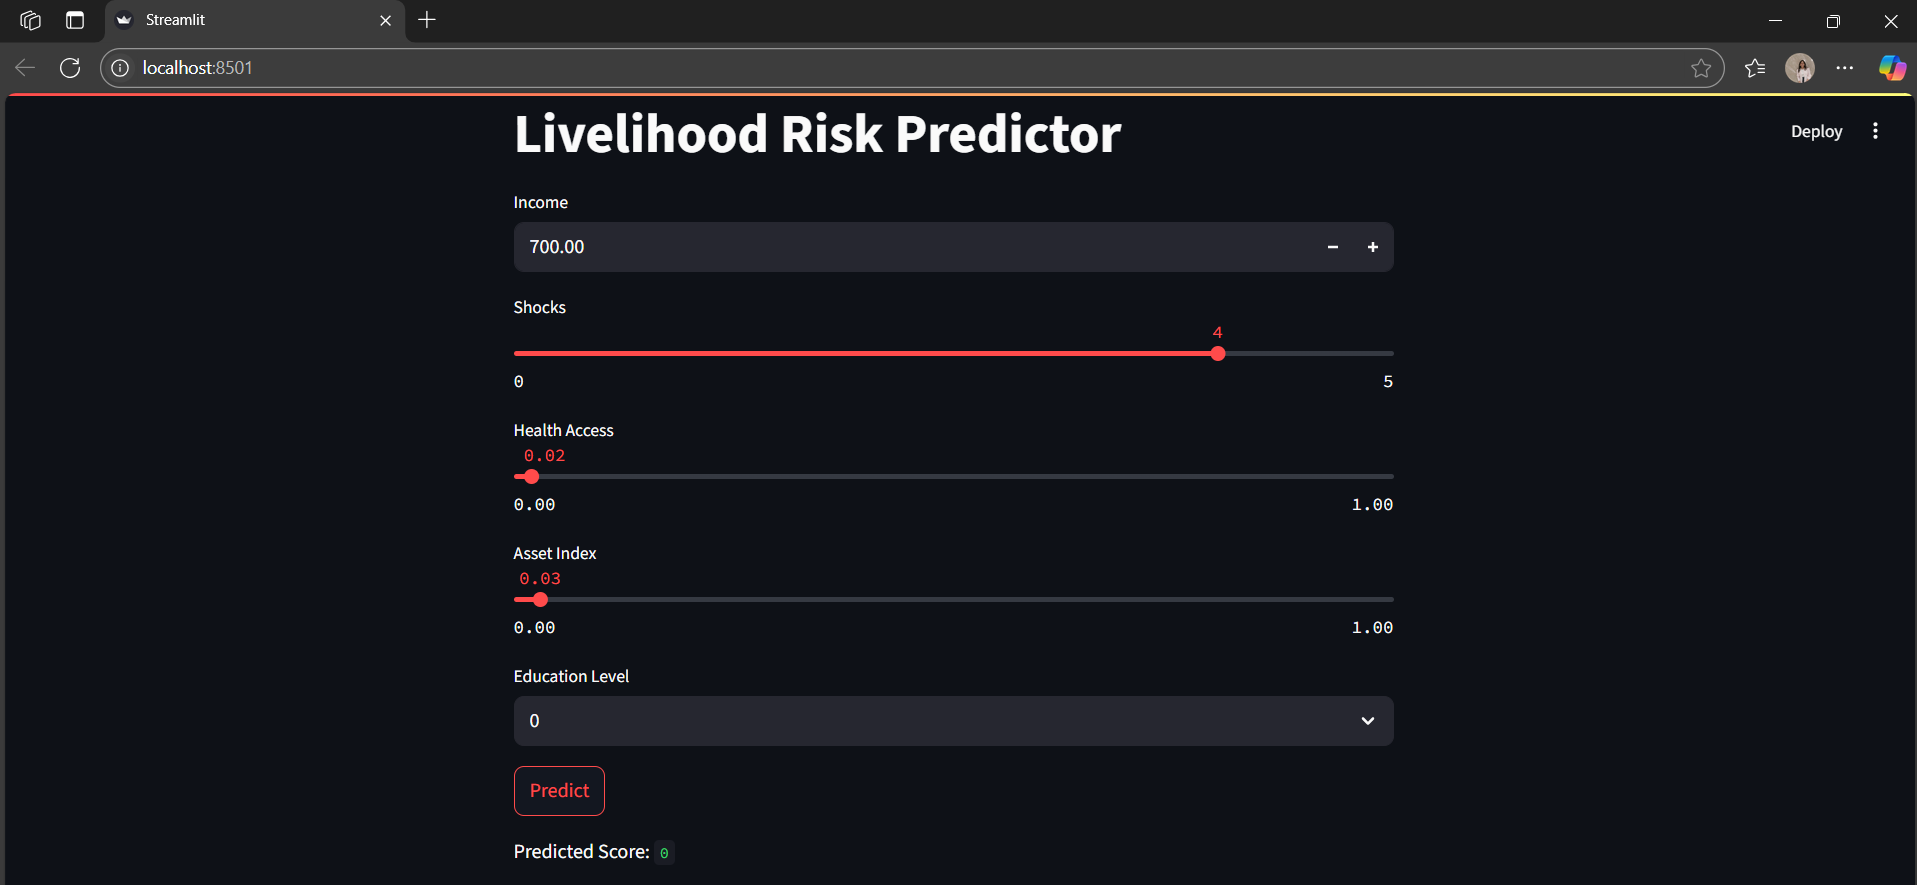 Streamlit
localhost:8501
Livelihood Risk Predictor
Deploy
Income
700.00
Shocks
4
0 5
Health Access
0.02
0.00 1.00
Asset Index
0.03
0.00 1.00
Education Level
0
Predict
Predicted Score: 0